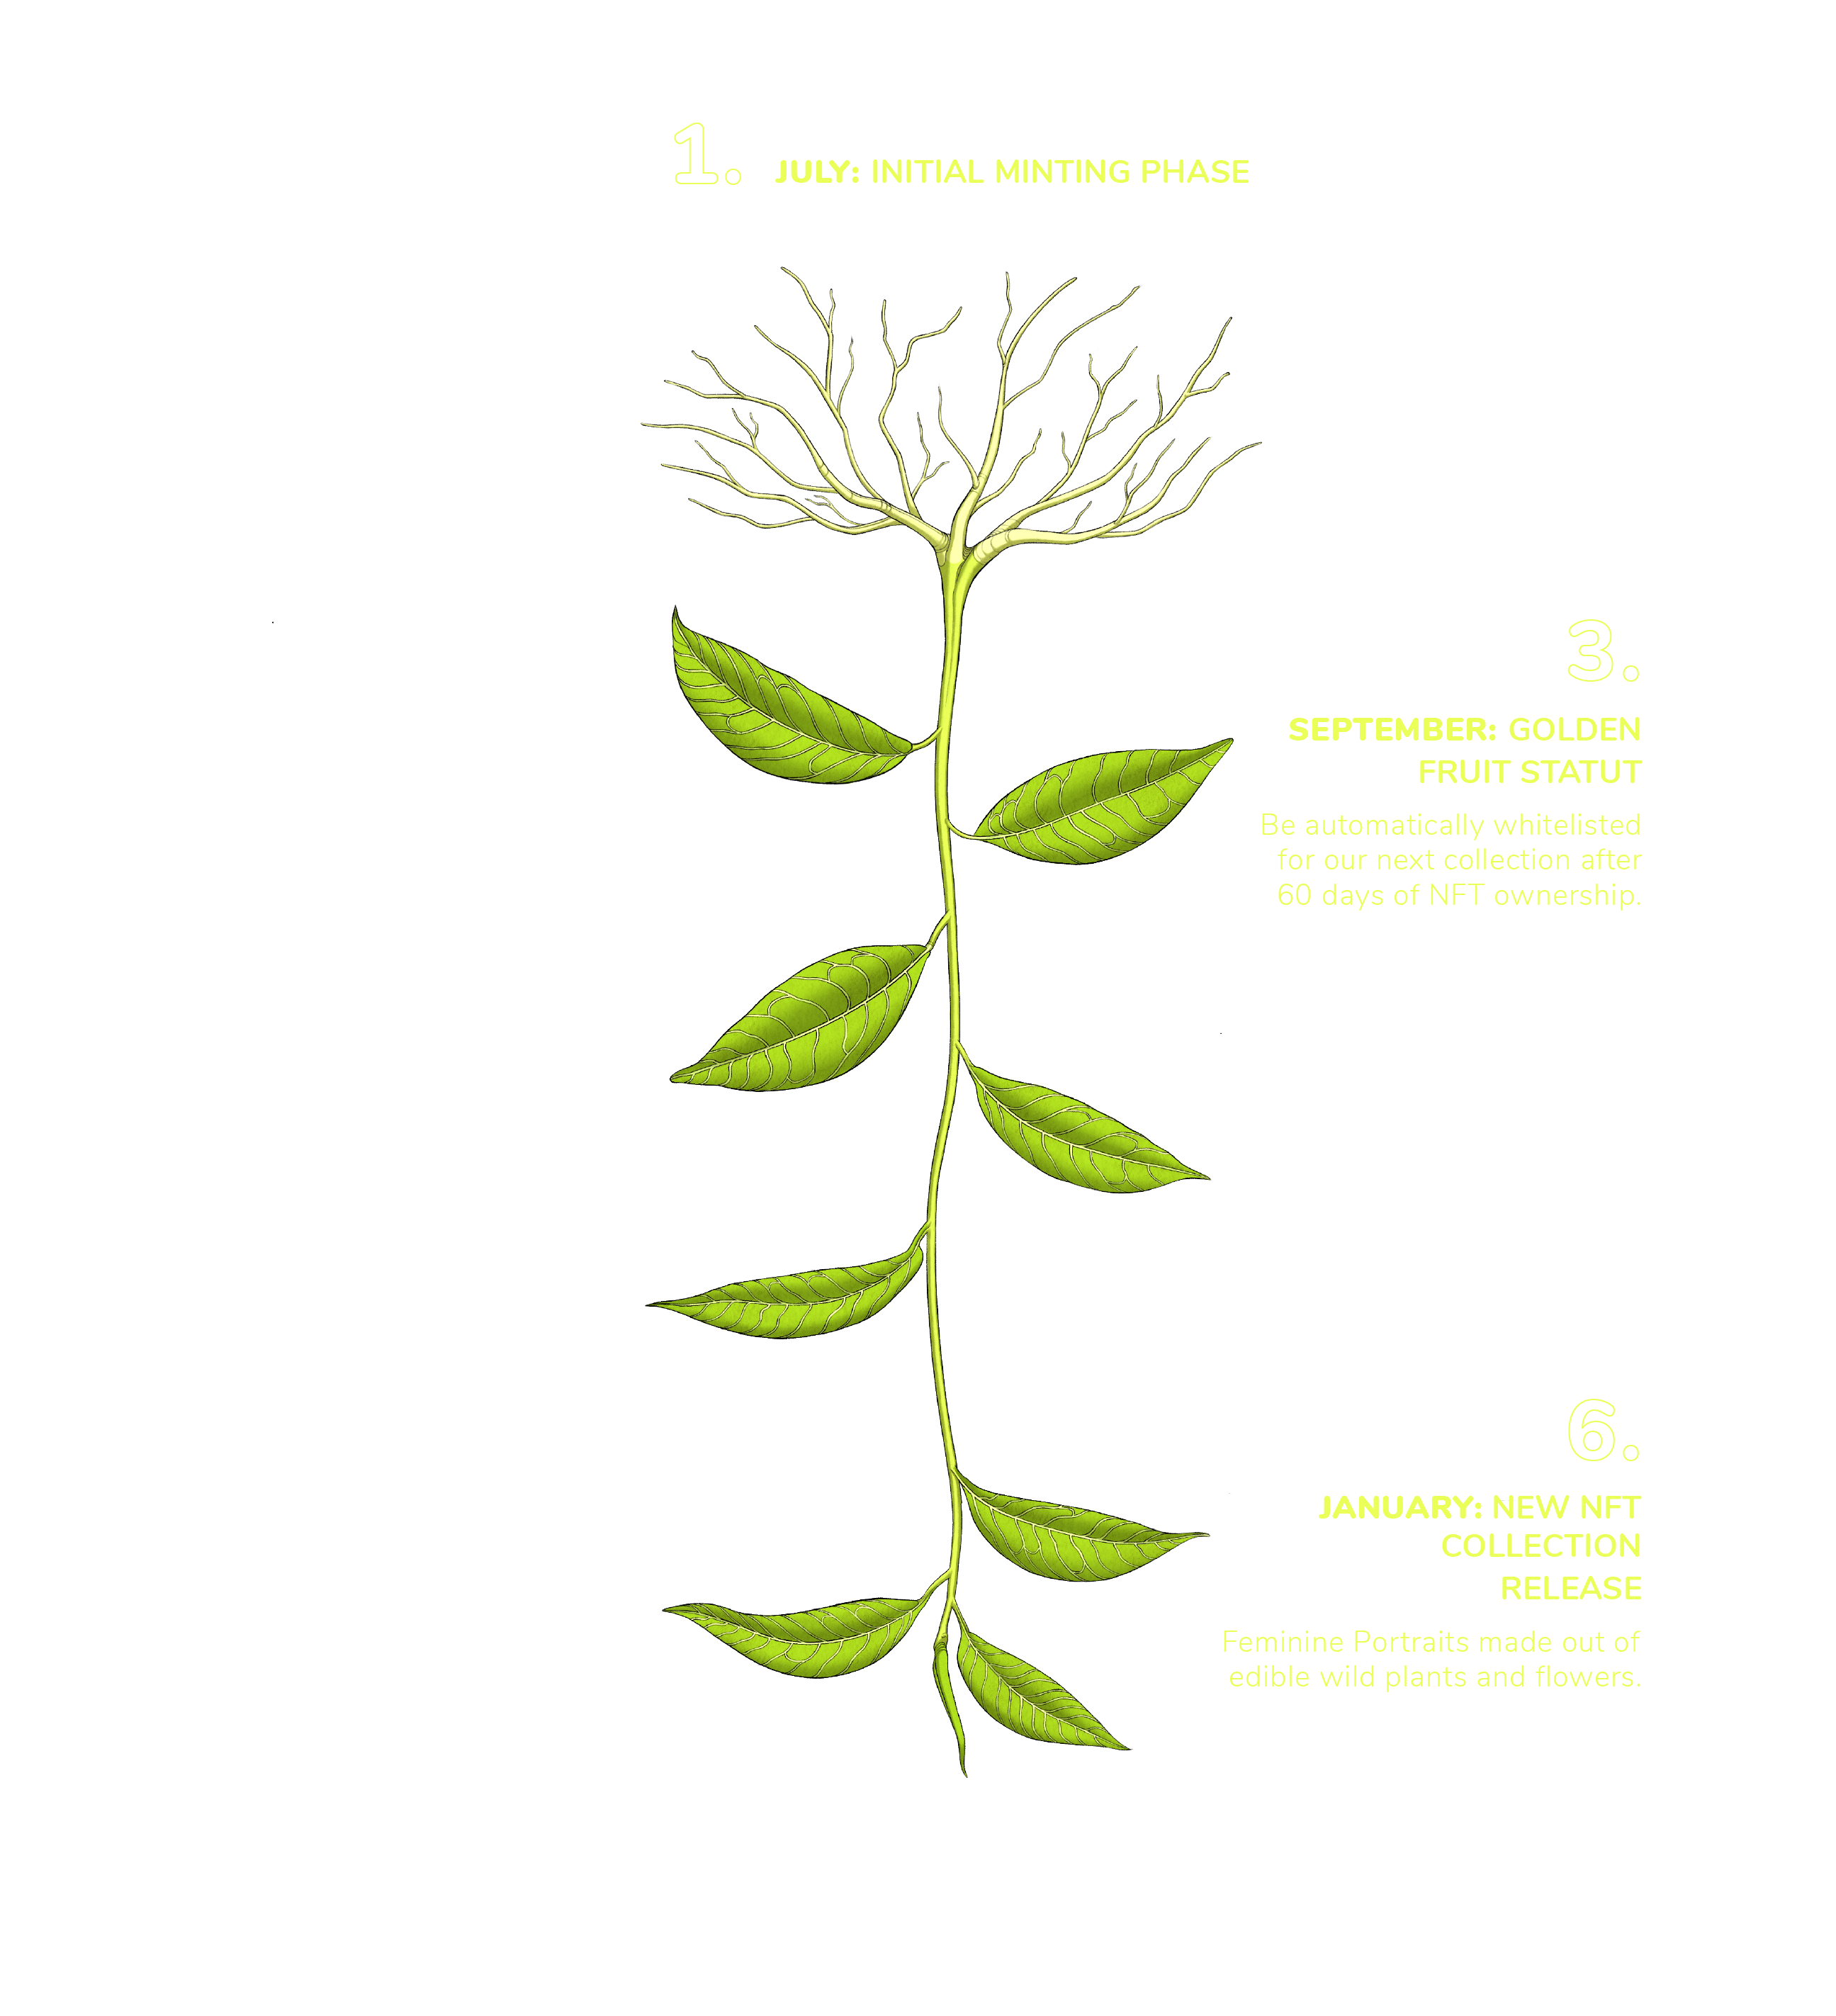 1. JULY: INITIAL MINTING PHASE
3.
SEPTEMBER: GOLDEN
FRUIT STATUT
Be automatically whitelisted
for our next collection after
60 days of NFT ownership.
6.
JANUARY: NEW NFT
COLLECTION
RELEASE
Feminine Portraits made out of
edible wild plants and flowers.